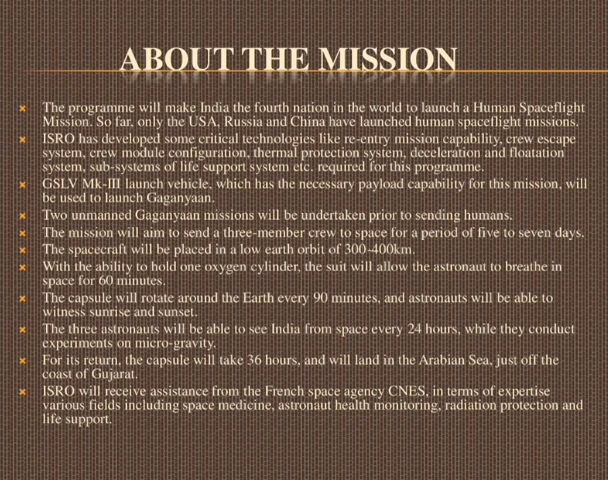 ABOUT THE MISSION
The programme will make India the fourth nation in the world to launch a Human Spaceflight
Mission. So far, only the USA, Russia and China have launched human spaceflight missions.
ISRO has developed some critical technologies like re-entry mission capability, crew escape
system, crew module configuration, thermal protection system, deceleration and floatation
system, sub-systems of life support system etc. required for this programme.
GSLV Mk-III launch vehicle, which has the necessary payload capability for this mission, will
be used to launch Gaganyaan.
Two unmanned Gaganyaan missions will be undertaken prior to sending humans.
The mission will aim to send a three-member crew to space for a period of five to seven days.
The spacecraft will be placed in a low earth orbit of 300-400km.
With the ability to hold one oxygen cylinder, the suit will allow the astronaut to breathe in
space for 60 minutes.
The capsule will rotate around the Earth every 90 minutes, and astronauts will be able to
witness sunrise and sunset.
The three astronauts will be able to see India from space every 24 hours, while they conduct
experiments on micro-gravity.
For its return, the capsule will take 36 hours, and will land in the Arabian Sea, just off the
coast of Gujarat.
ISRO will receive assistance from the French space agency CNES, in terms of expertise
various fields including space medicine, astronaut health monitoring, radiation protection and
life support.